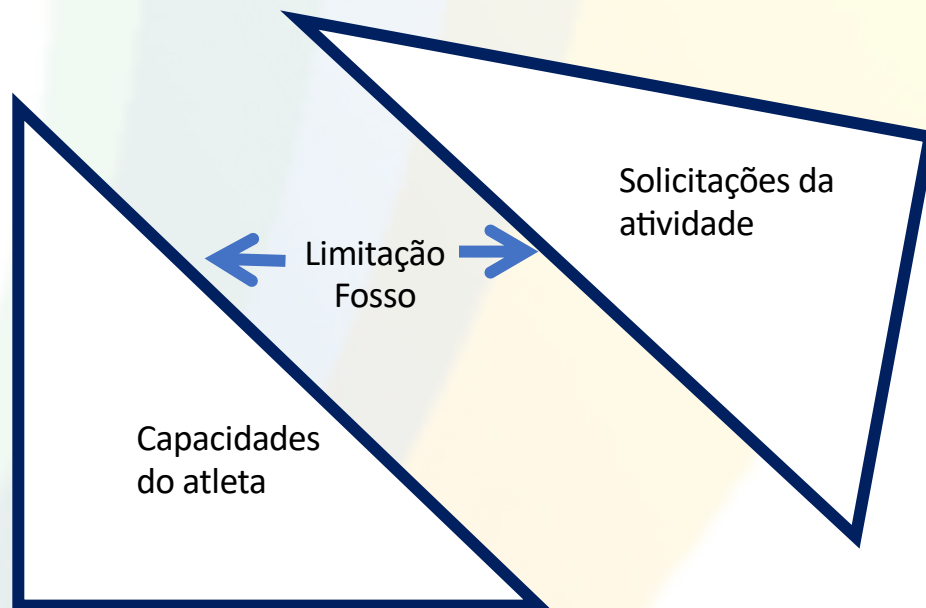 Solicitações da
atividade
Limitação
Fosso
Capacidades
do atleta